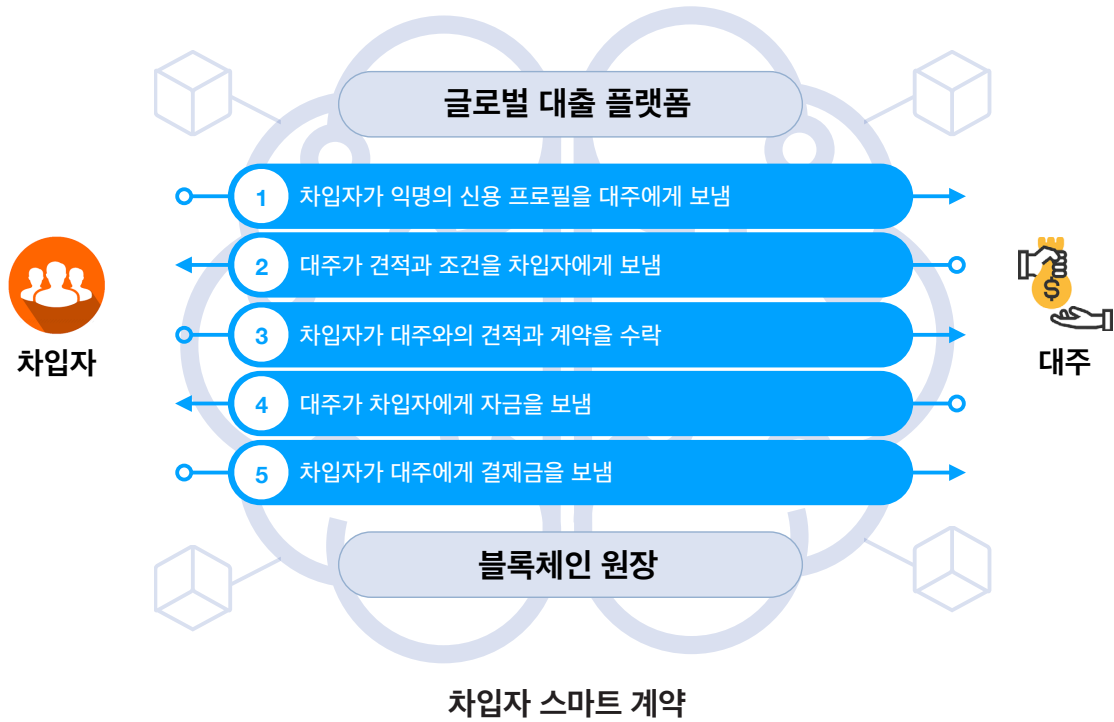 글로벌 대출 플랫폼
1 차입자가 익명의 신용 프로필을 대주에게 보냄
2 대주가 견적과 조건을 차입자에게 보냄
3 차입자가 대주와의 견적과 계약을 수락
4 대주가 차입자에게 자금을 보냄
5 차입자가 대주에게 결제금을 보냄
차입자
$
대주
블록체인 원장
차입자 스마트 계약